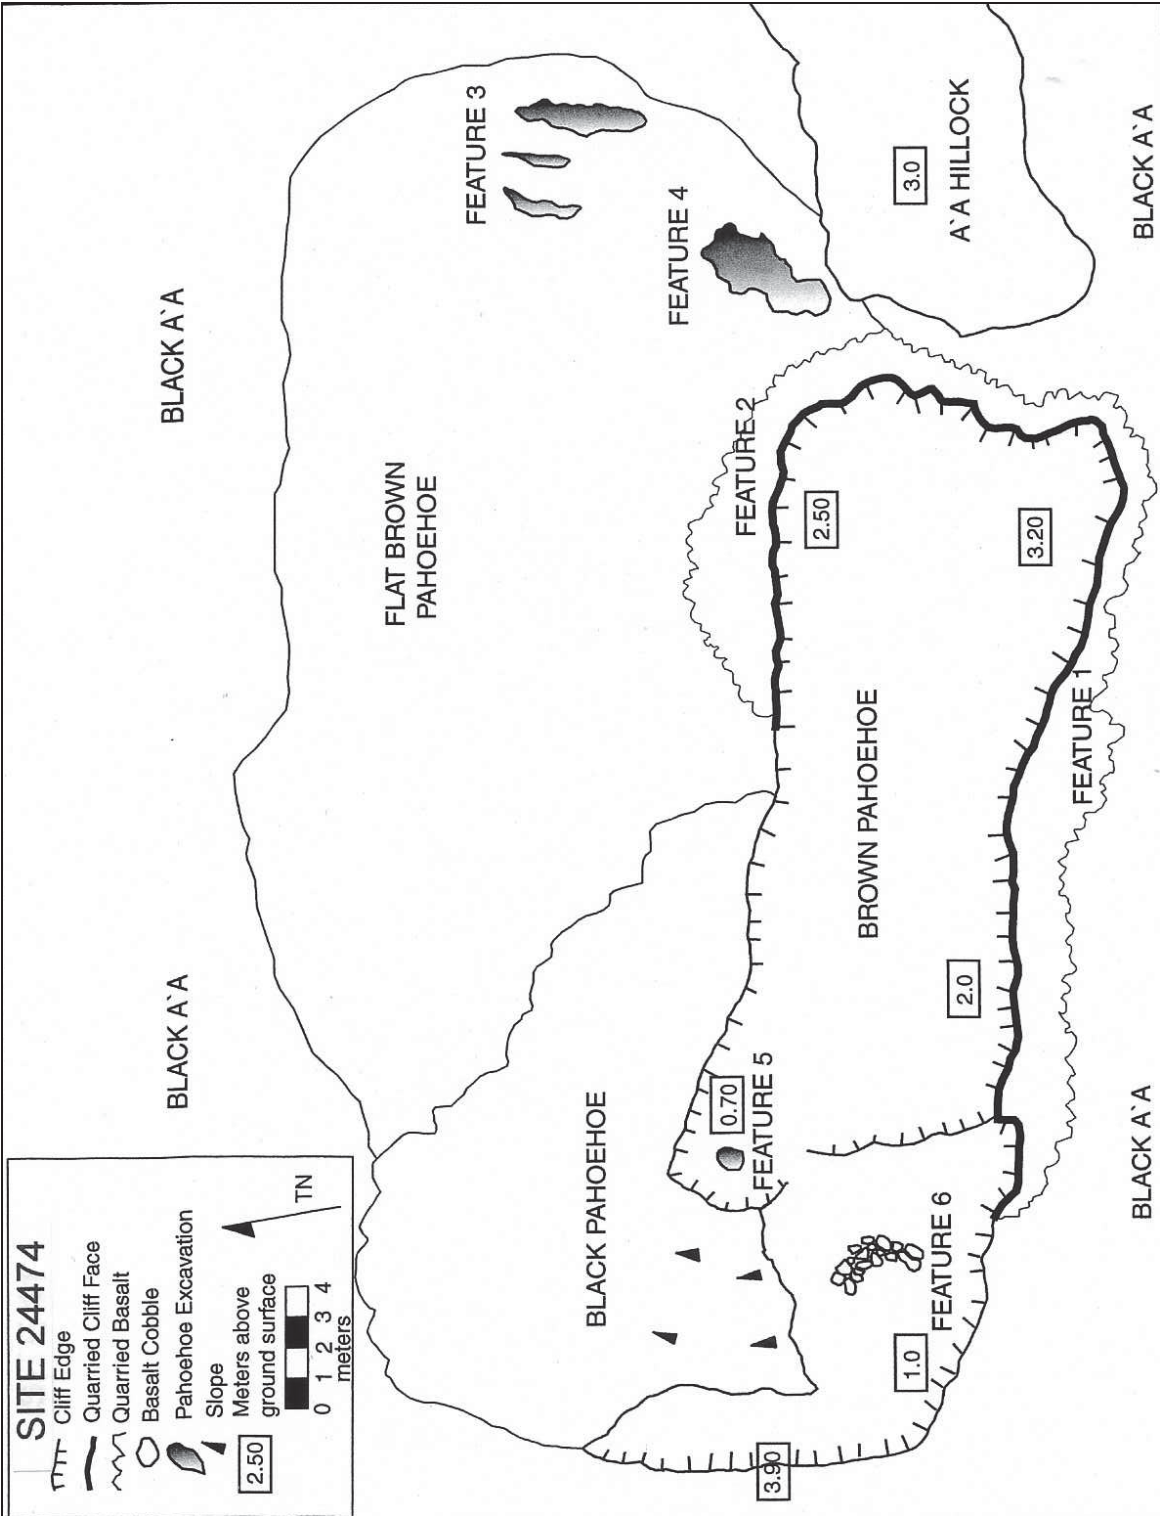 SITE 24474
Cliff Edge
Quarried Cliff Face
Quarried Basalt
Basalt Cobble
Pahoehoe Excavation
Slope
2.50
Meters above
ground surface
0 1 2 3 4
meters
TN
BLACK A`A
BLACK A`A
FLAT BROWN
PAHOEHOE
FEATURE 3
FEATURE 4
BLACK PAHOEHOE
FEATURE 2
0.70
FEATURE 5
2.50
3.90
BROWN PAHOEHOE
3.0
A`A HILLOCK
1.0
FEATURE 6
2.0
3.20
FEATURE 1
BLACK A`A
BLACK A`A